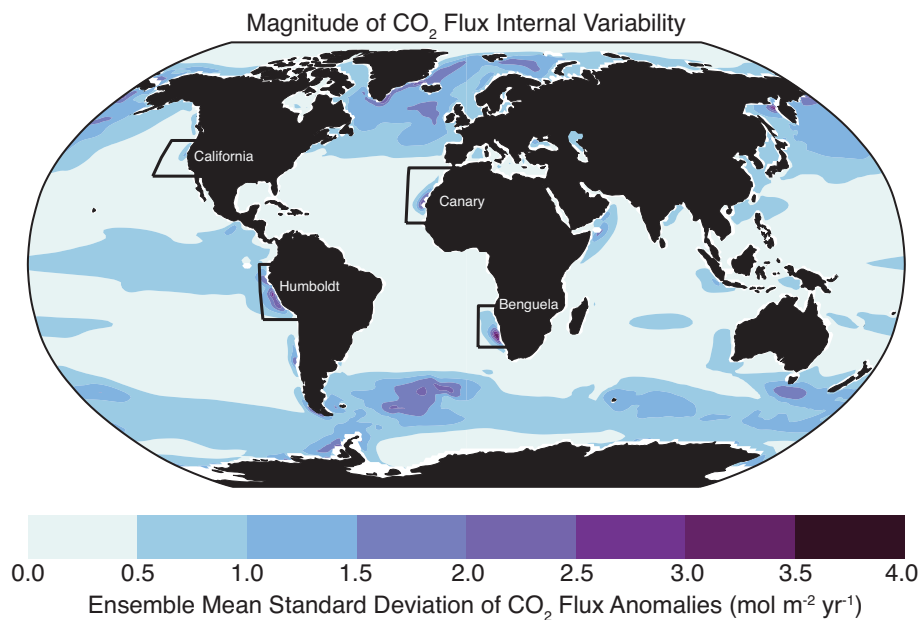 Magnitude of CO₂ Flux Internal Variability
California
Canary
Humboldt
Benguela
0.0 0.5 1.0 1.5 2.0 2.5 3.0 3.5 4.0
Ensemble Mean Standard Deviation of CO₂ Flux Anomalies (mol m⁻² yr⁻¹)